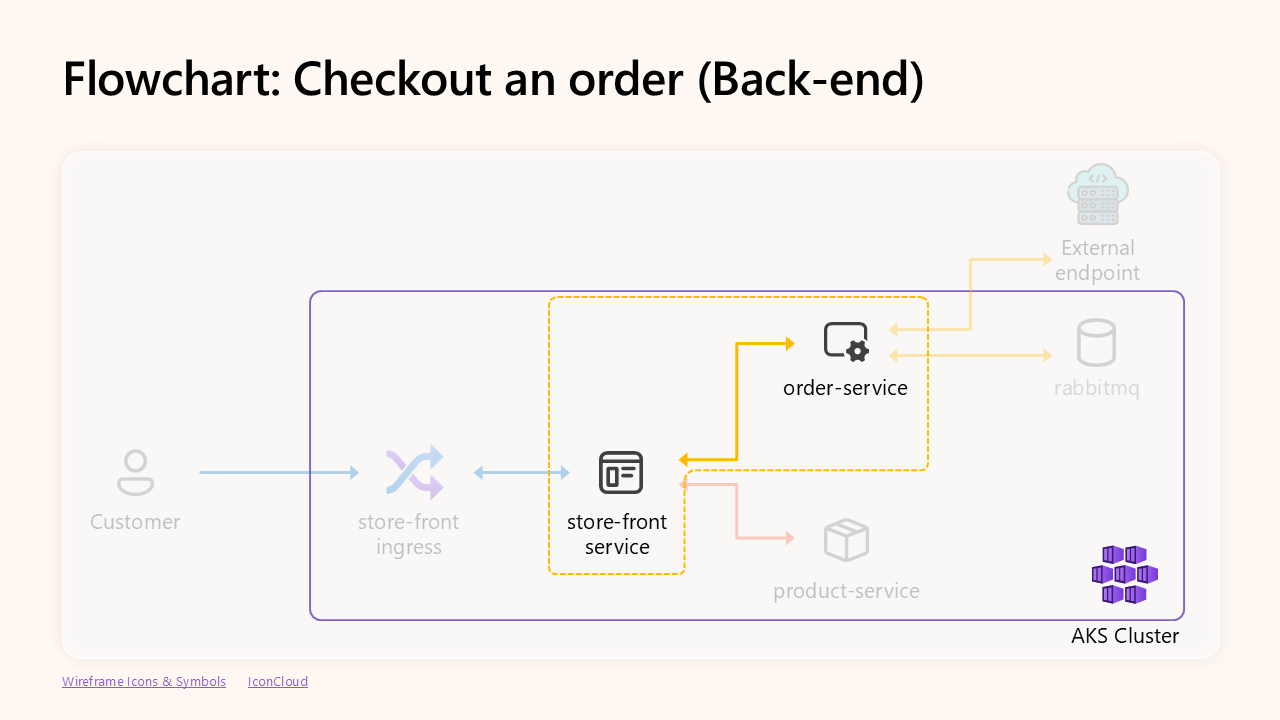 Flowchart: Checkout an order (Back-end)
External
endpoint
order-service
rabbitmq
Customer
store-front
ingress
store-front
service
product-service
AKS Cluster
Wireframe Icons & Symbols
IconCloud